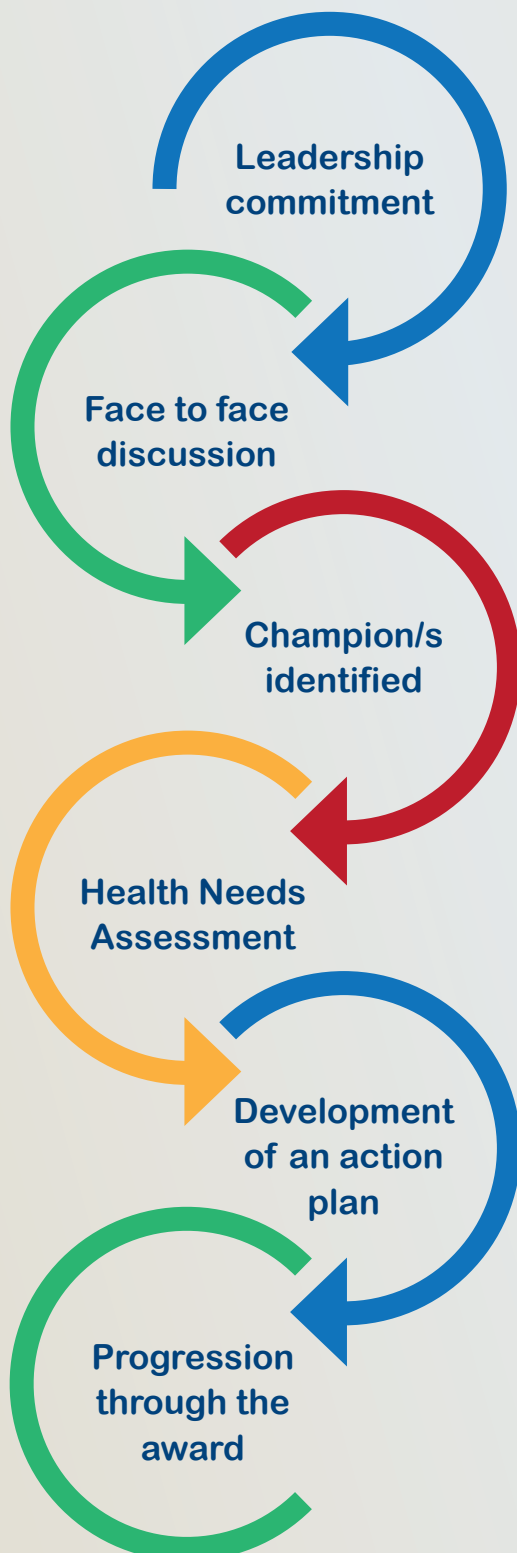 Leadership
commitment
Face to face
discussion
Champion/s
identified
Health Needs
Assessment
Development
of an action
plan
Progression
through the
award